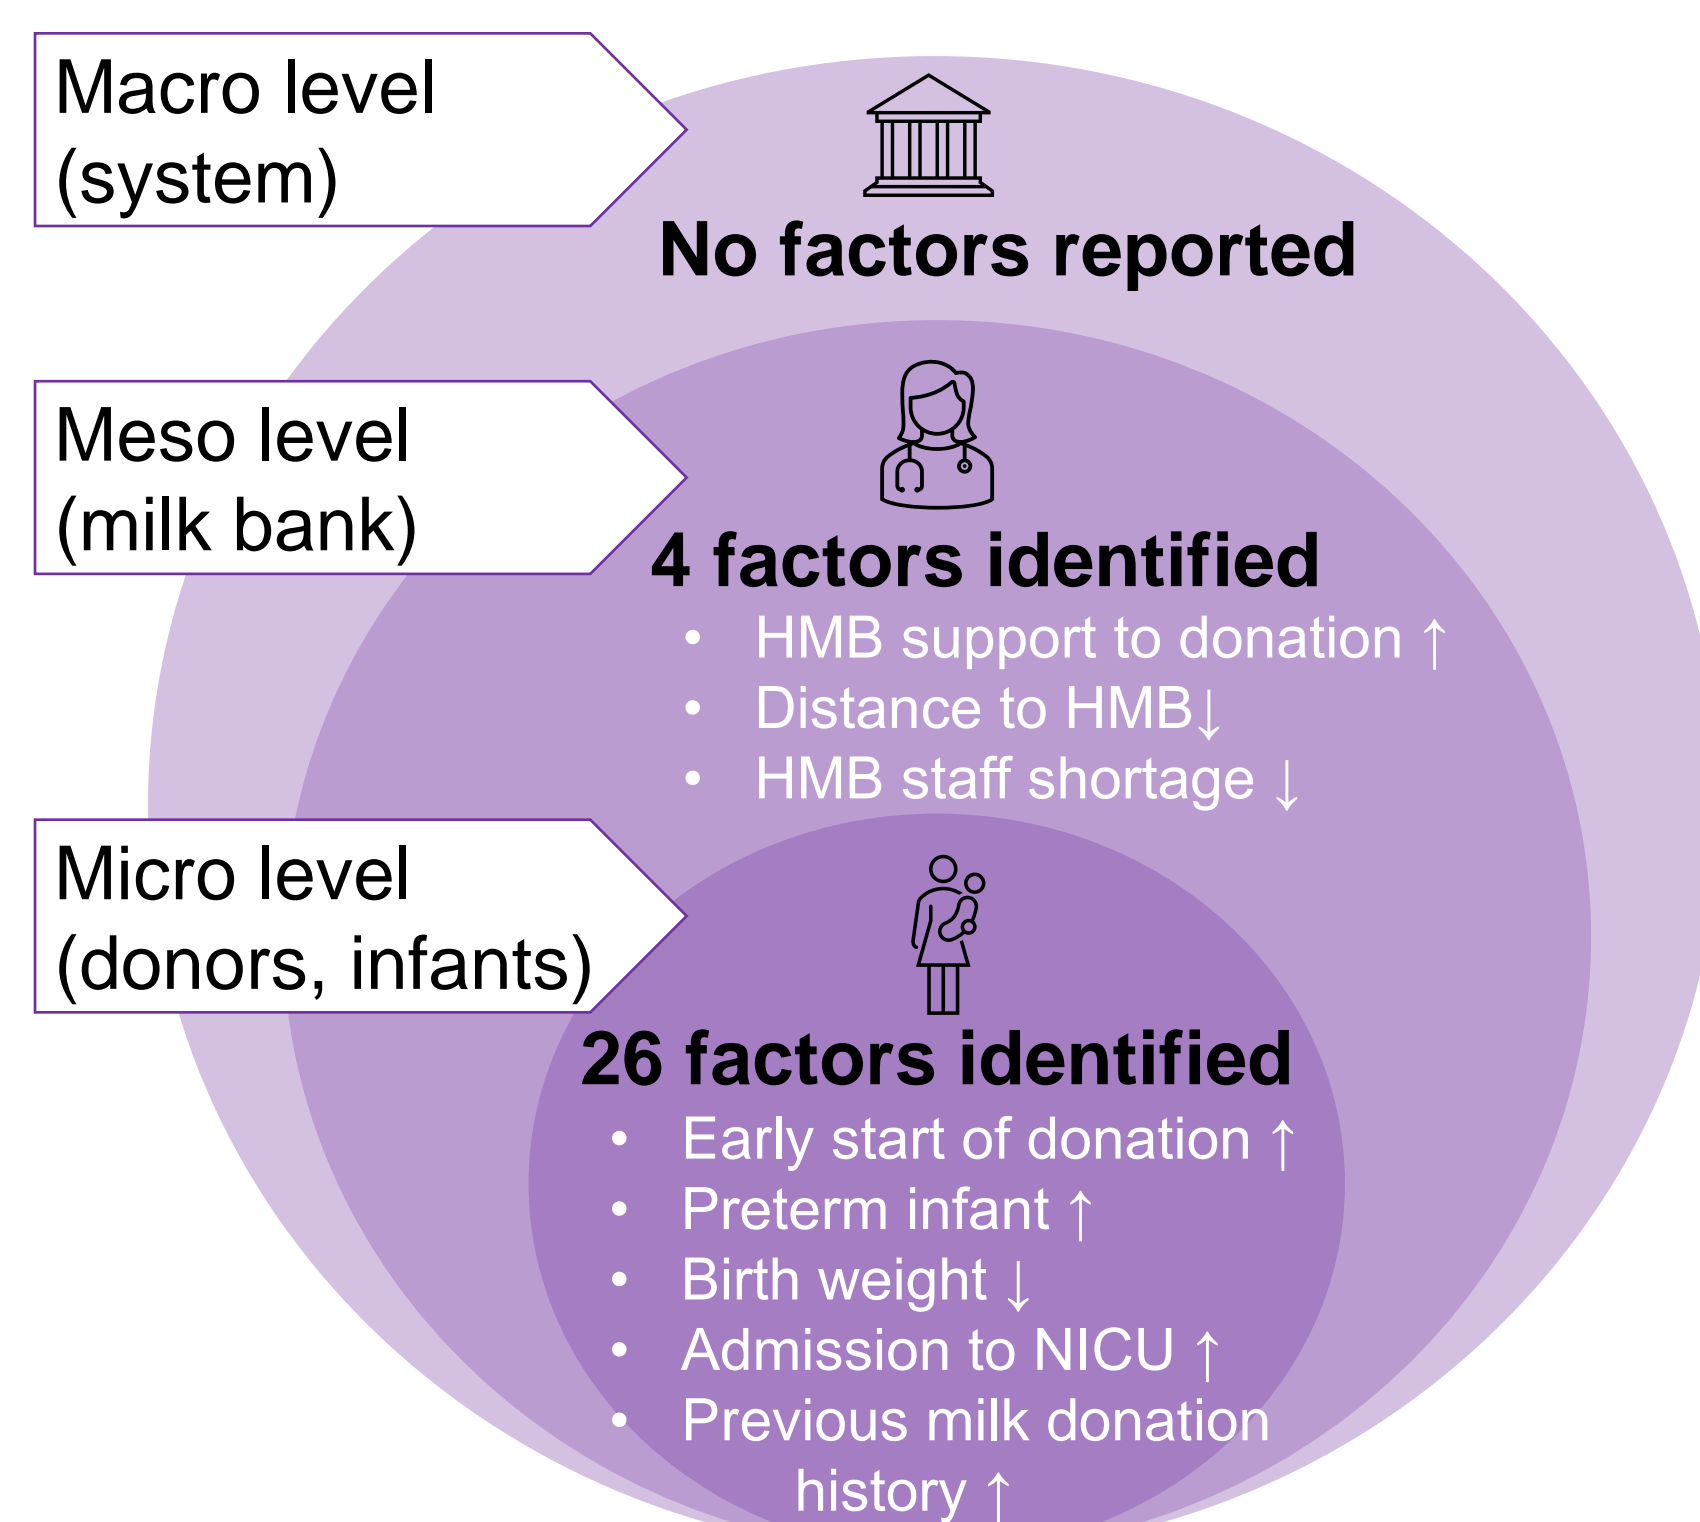 Macro level
(system)
No factors reported
Meso level
(milk bank)
4 factors identified
• HMB support to donation ↑
• Distance to HMB↓
• HMB staff shortage ↓
Micro level
(donors, infants)
26 factors identified
• Early start of donation ↑
• Preterm infant ↑
• Birth weight ↓
• Admission to NICU ↑
• Previous milk donation
history ↑